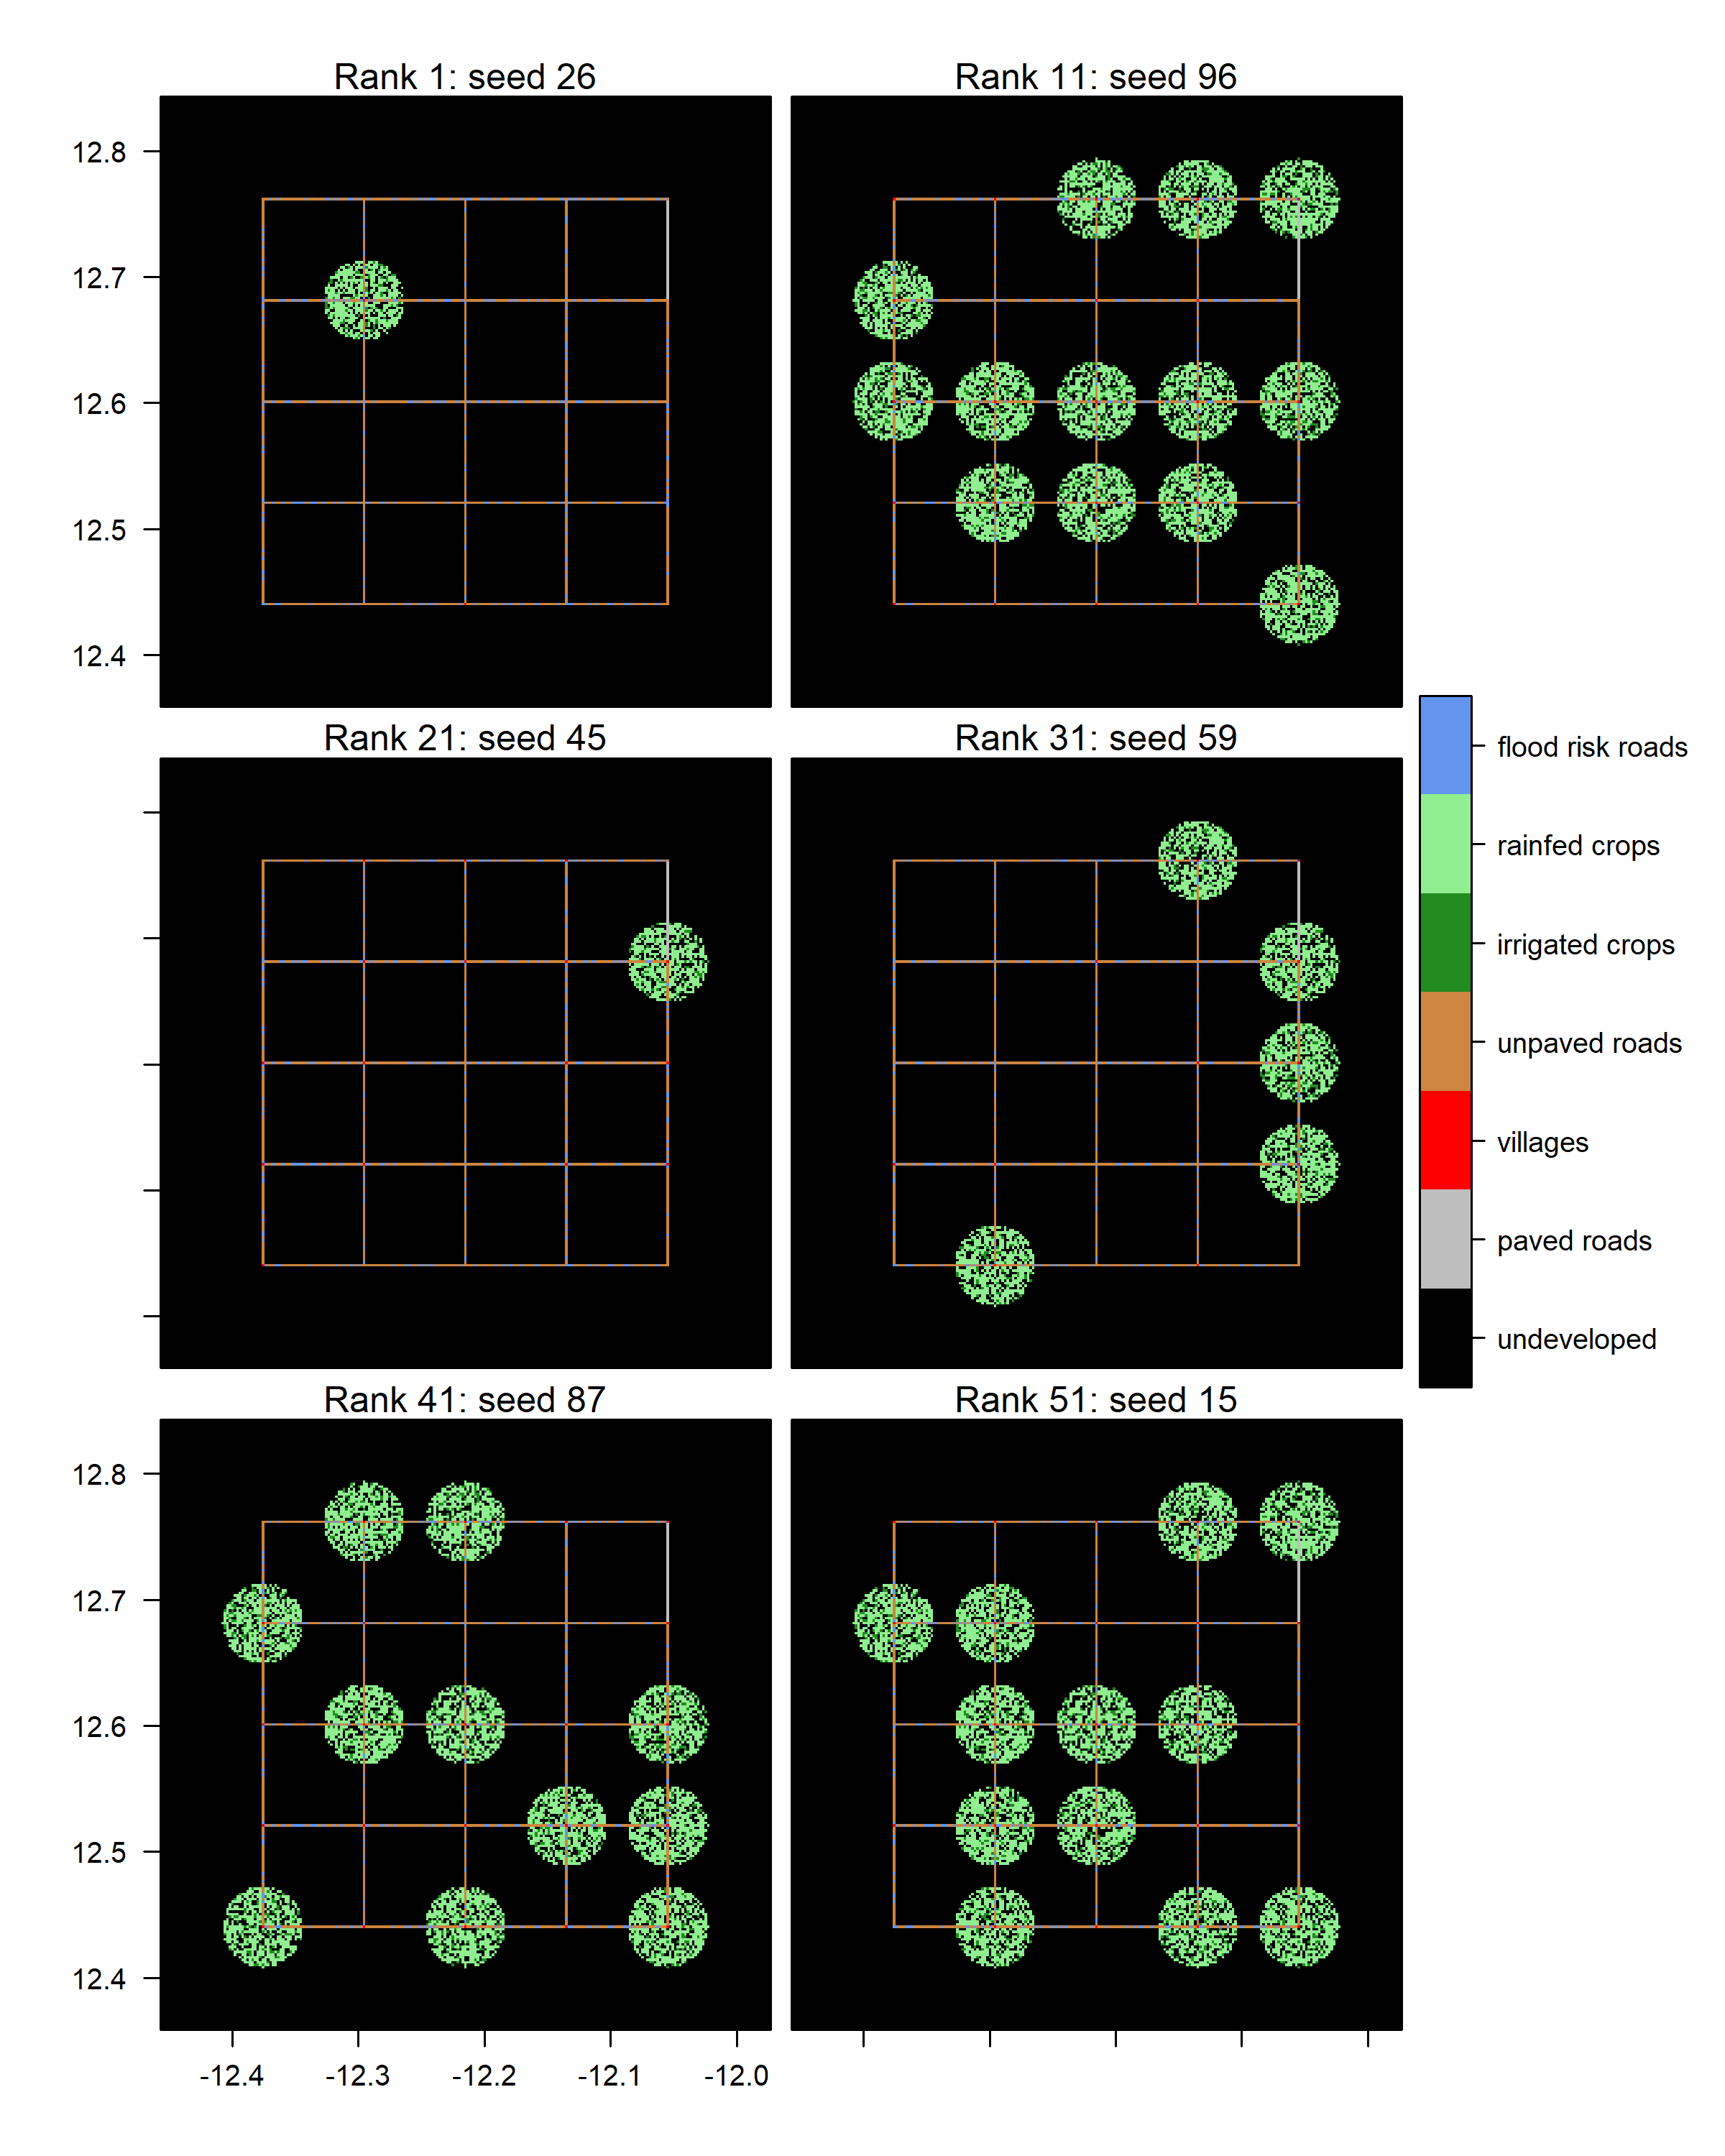 Rank 1: seed 26
Rank 11: seed 96
12.8
12.7
12.6
12.5
12.4
Rank 21: seed 45
Rank 31: seed 59
flood risk roads
rainfed crops
irrigated crops
unpaved roads
villages
paved roads
undeveloped
Rank 41: seed 87
Rank 51: seed 15
12.8
12.7
12.6
12.5
12.4
-12.4 -12.3 -12.2 -12.1 -12.0